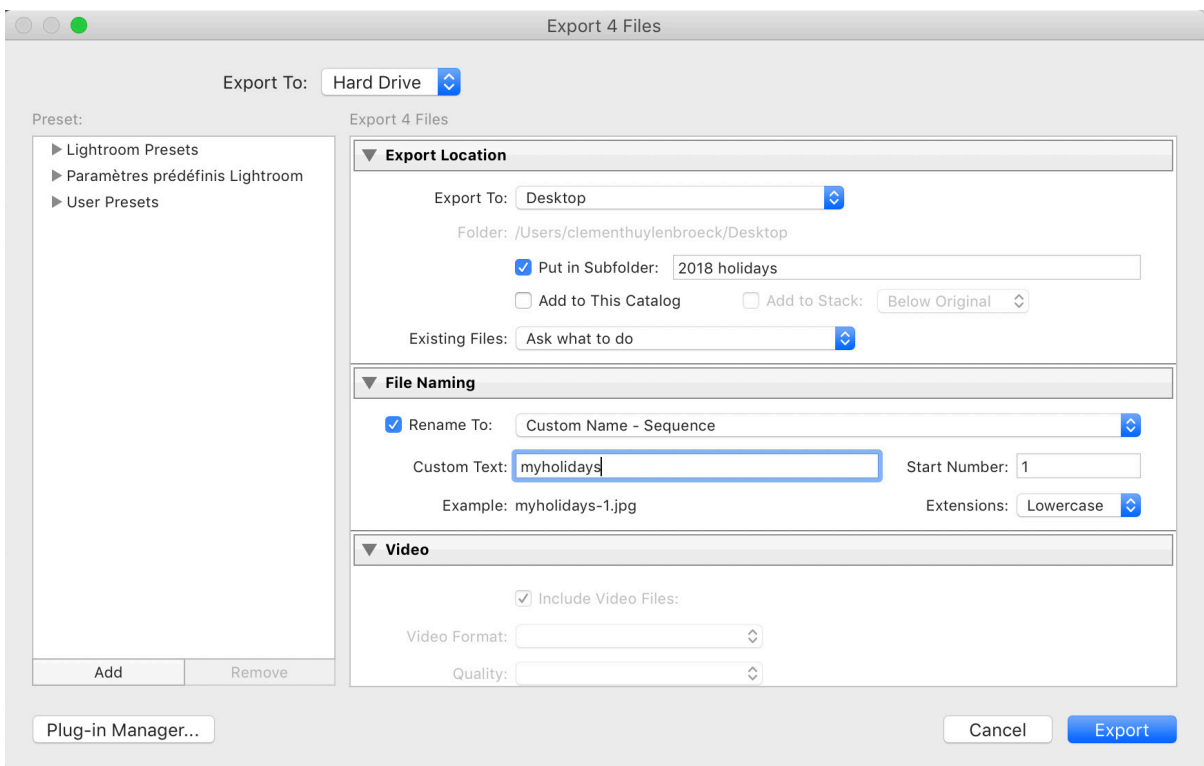 Export 4 Files
Export To: Hard Drive
Preset:
Lightroom Presets
Paramètres prédéfinis Lightroom
User Presets
Add Remove
Export 4 Files
Export Location
Export To: Desktop
Folder: /Users/clementhuylenbroeck/Desktop
Put in Subfolder: 2018 holidays
Add to This Catalog Add to Stack: Below Original
Existing Files: Ask what to do
File Naming
Rename To: Custom Name - Sequence
Custom Text: myholidays Start Number: 1
Example: myholidays-1.jpg Extensions: Lowercase
Video
Include Video Files:
Video Format:
Quality:
Plug-in Manager... Cancel Export